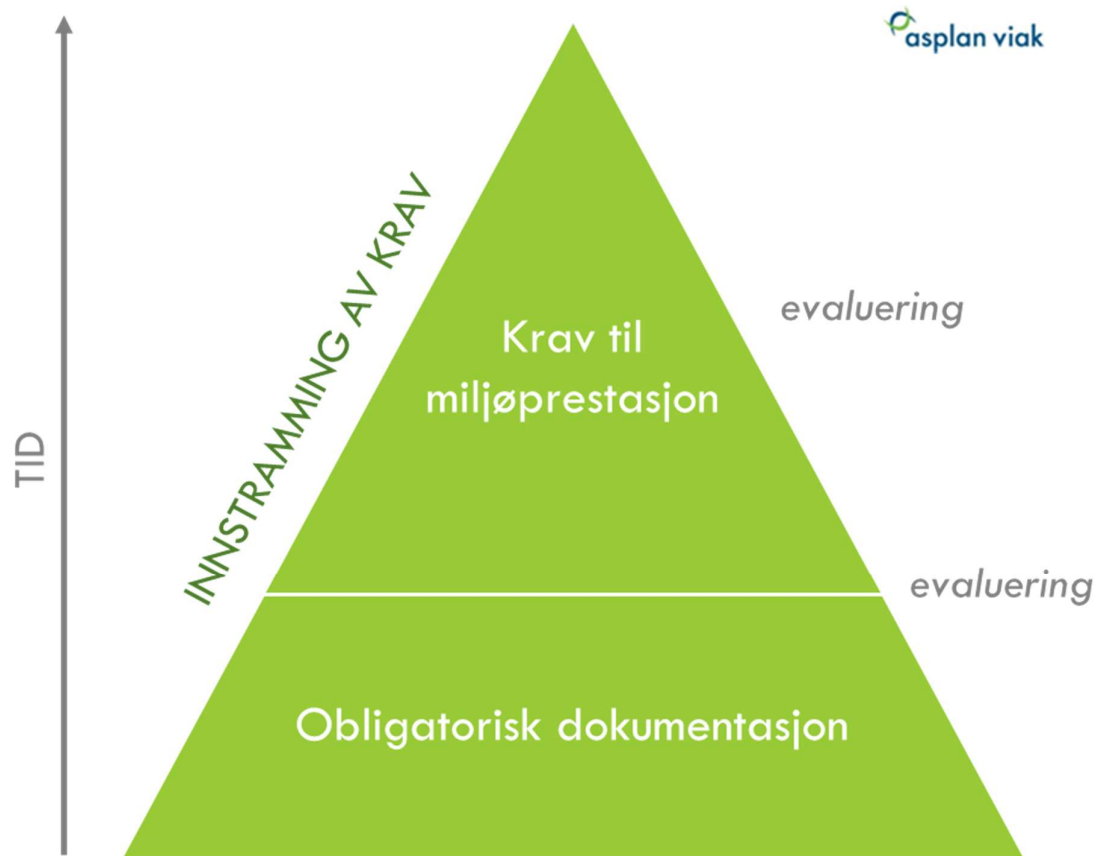 asplan viak
INNSTRAMMING AV KRAV
evaluering
Krav til
miljøprestasjon
TID
evaluering
Obligatorisk dokumentasjon